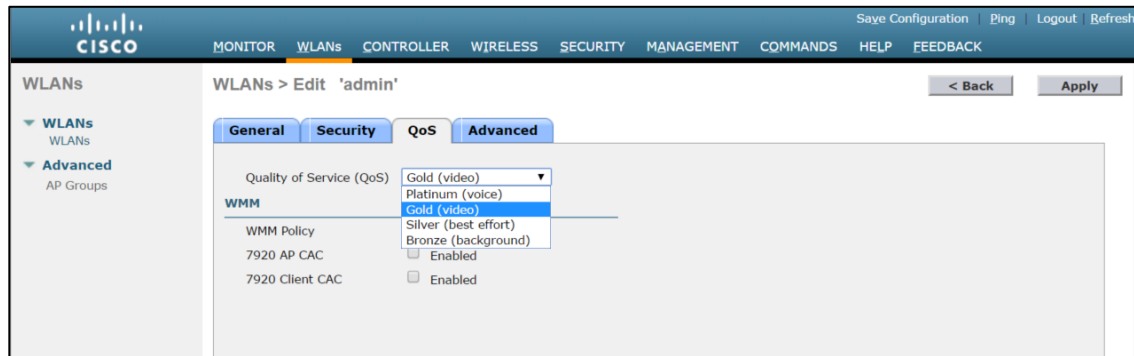 Save Configuration | Ping | Logout | Refresh
CISCO
MONITOR WLANs CONTROLLER WIRELESS SECURITY MANAGEMENT COMMANDS HELP FEEDBACK
WLANs
WLANs > Edit 'admin'
< Back
Apply
WLANs
WLANs
Advanced
AP Groups
General Security QoS Advanced
Quality of Service (QoS) Gold (video)
Platinum (voice)
Gold (video)
Silver (best effort)
Bronze (background)
WMM
WMM Policy
7920 AP CAC Enabled
7920 Client CAC Enabled